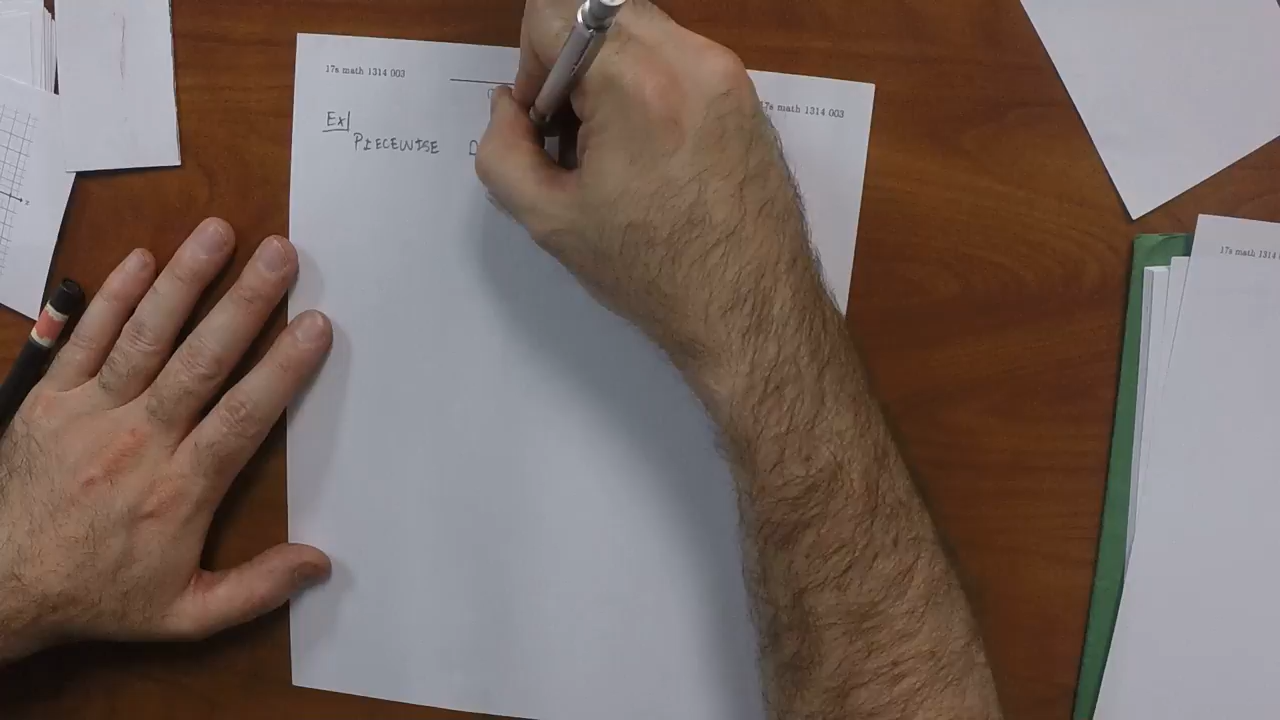 17s math 1314 003
17s math 1314 003
Ex
PIECEWISE
17s math 1314